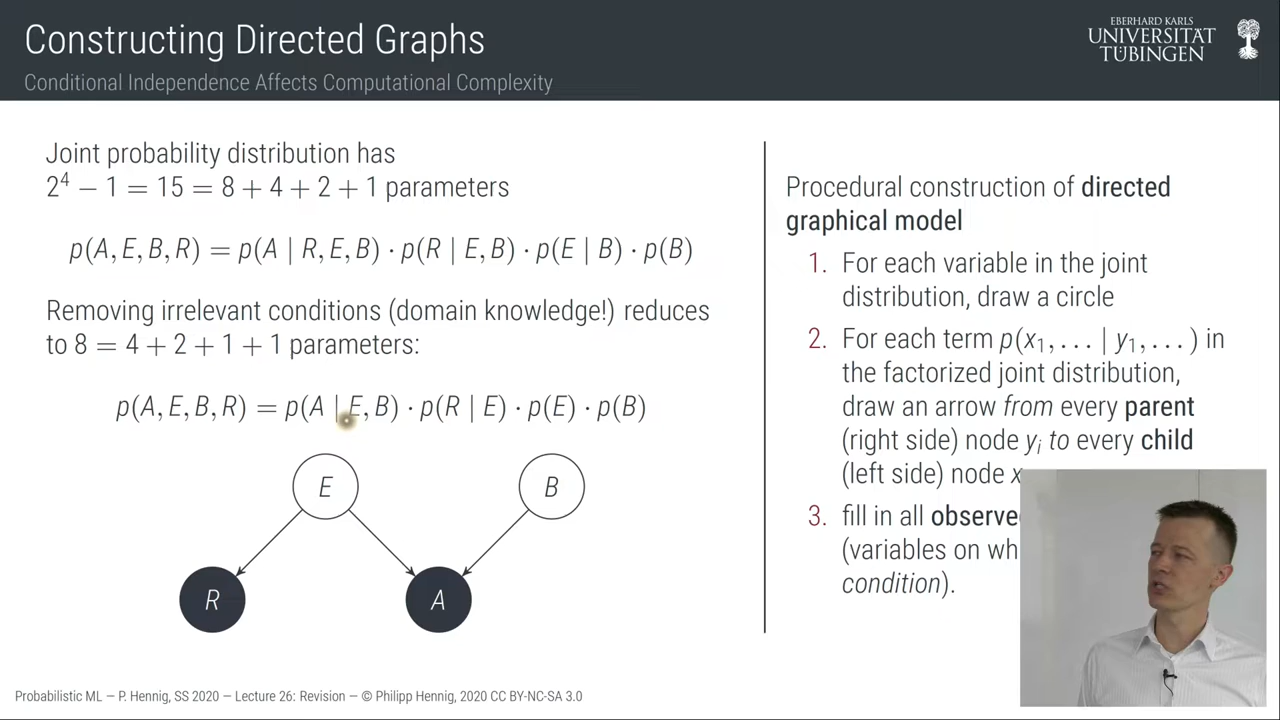 Constructing Directed Graphs
Conditional Independence Affects Computational Complexity
EBERHARD KARLS
UNIVERSITÄT
TÜBINGEN
Joint probability distribution has
2⁴ − 1 = 15 = 8 + 4 + 2 + 1 parameters
p(A, E, B, R) = p(A | R, E, B) · p(R | E, B) · p(E | B) · p(B)
Removing irrelevant conditions (domain knowledge!) reduces
to 8 = 4 + 2 + 1 + 1 parameters:
p(A, E, B, R) = p(A | E, B) · p(R | E) · p(E) · p(B)
E
B
R
A
Procedural construction of directed
graphical model
1. For each variable in the joint
distribution, draw a circle
2. For each term p(x₁, . . . | y₁, . . . ) in
the factorized joint distribution,
draw an arrow from every parent
(right side) node yᵢ to every child
(left side) node x
3. fill in all observe
(variables on wh
condition).
Probabilistic ML — P. Hennig, SS 2020 — Lecture 26: Revision — © Philipp Hennig, 2020 CC BY-NC-SA 3.0